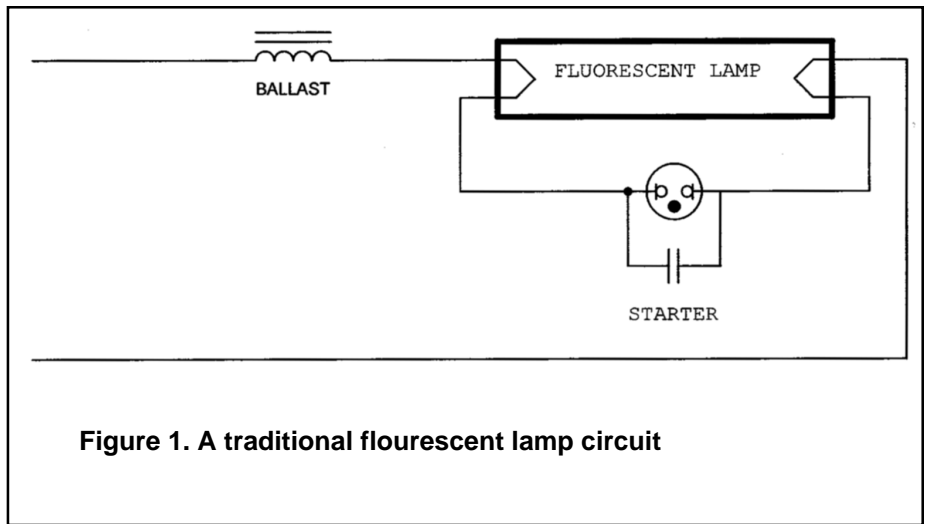 FLUORESCENT LAMP
BALLAST
STARTER
Figure 1. A traditional flourescent lamp circuit